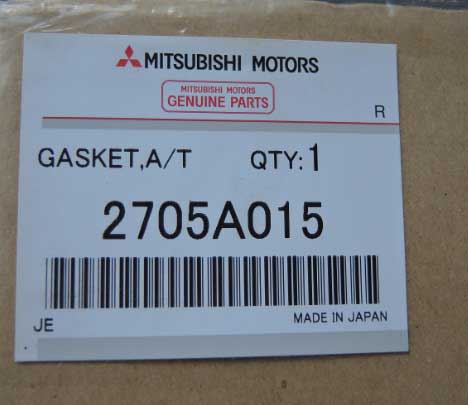 MITSUBISHI MOTORS
MITSUBISHI MOTORS
GENUINE PARTS
R
GASKET,A/T QTY:1
2705A015
JE MADE IN JAPAN